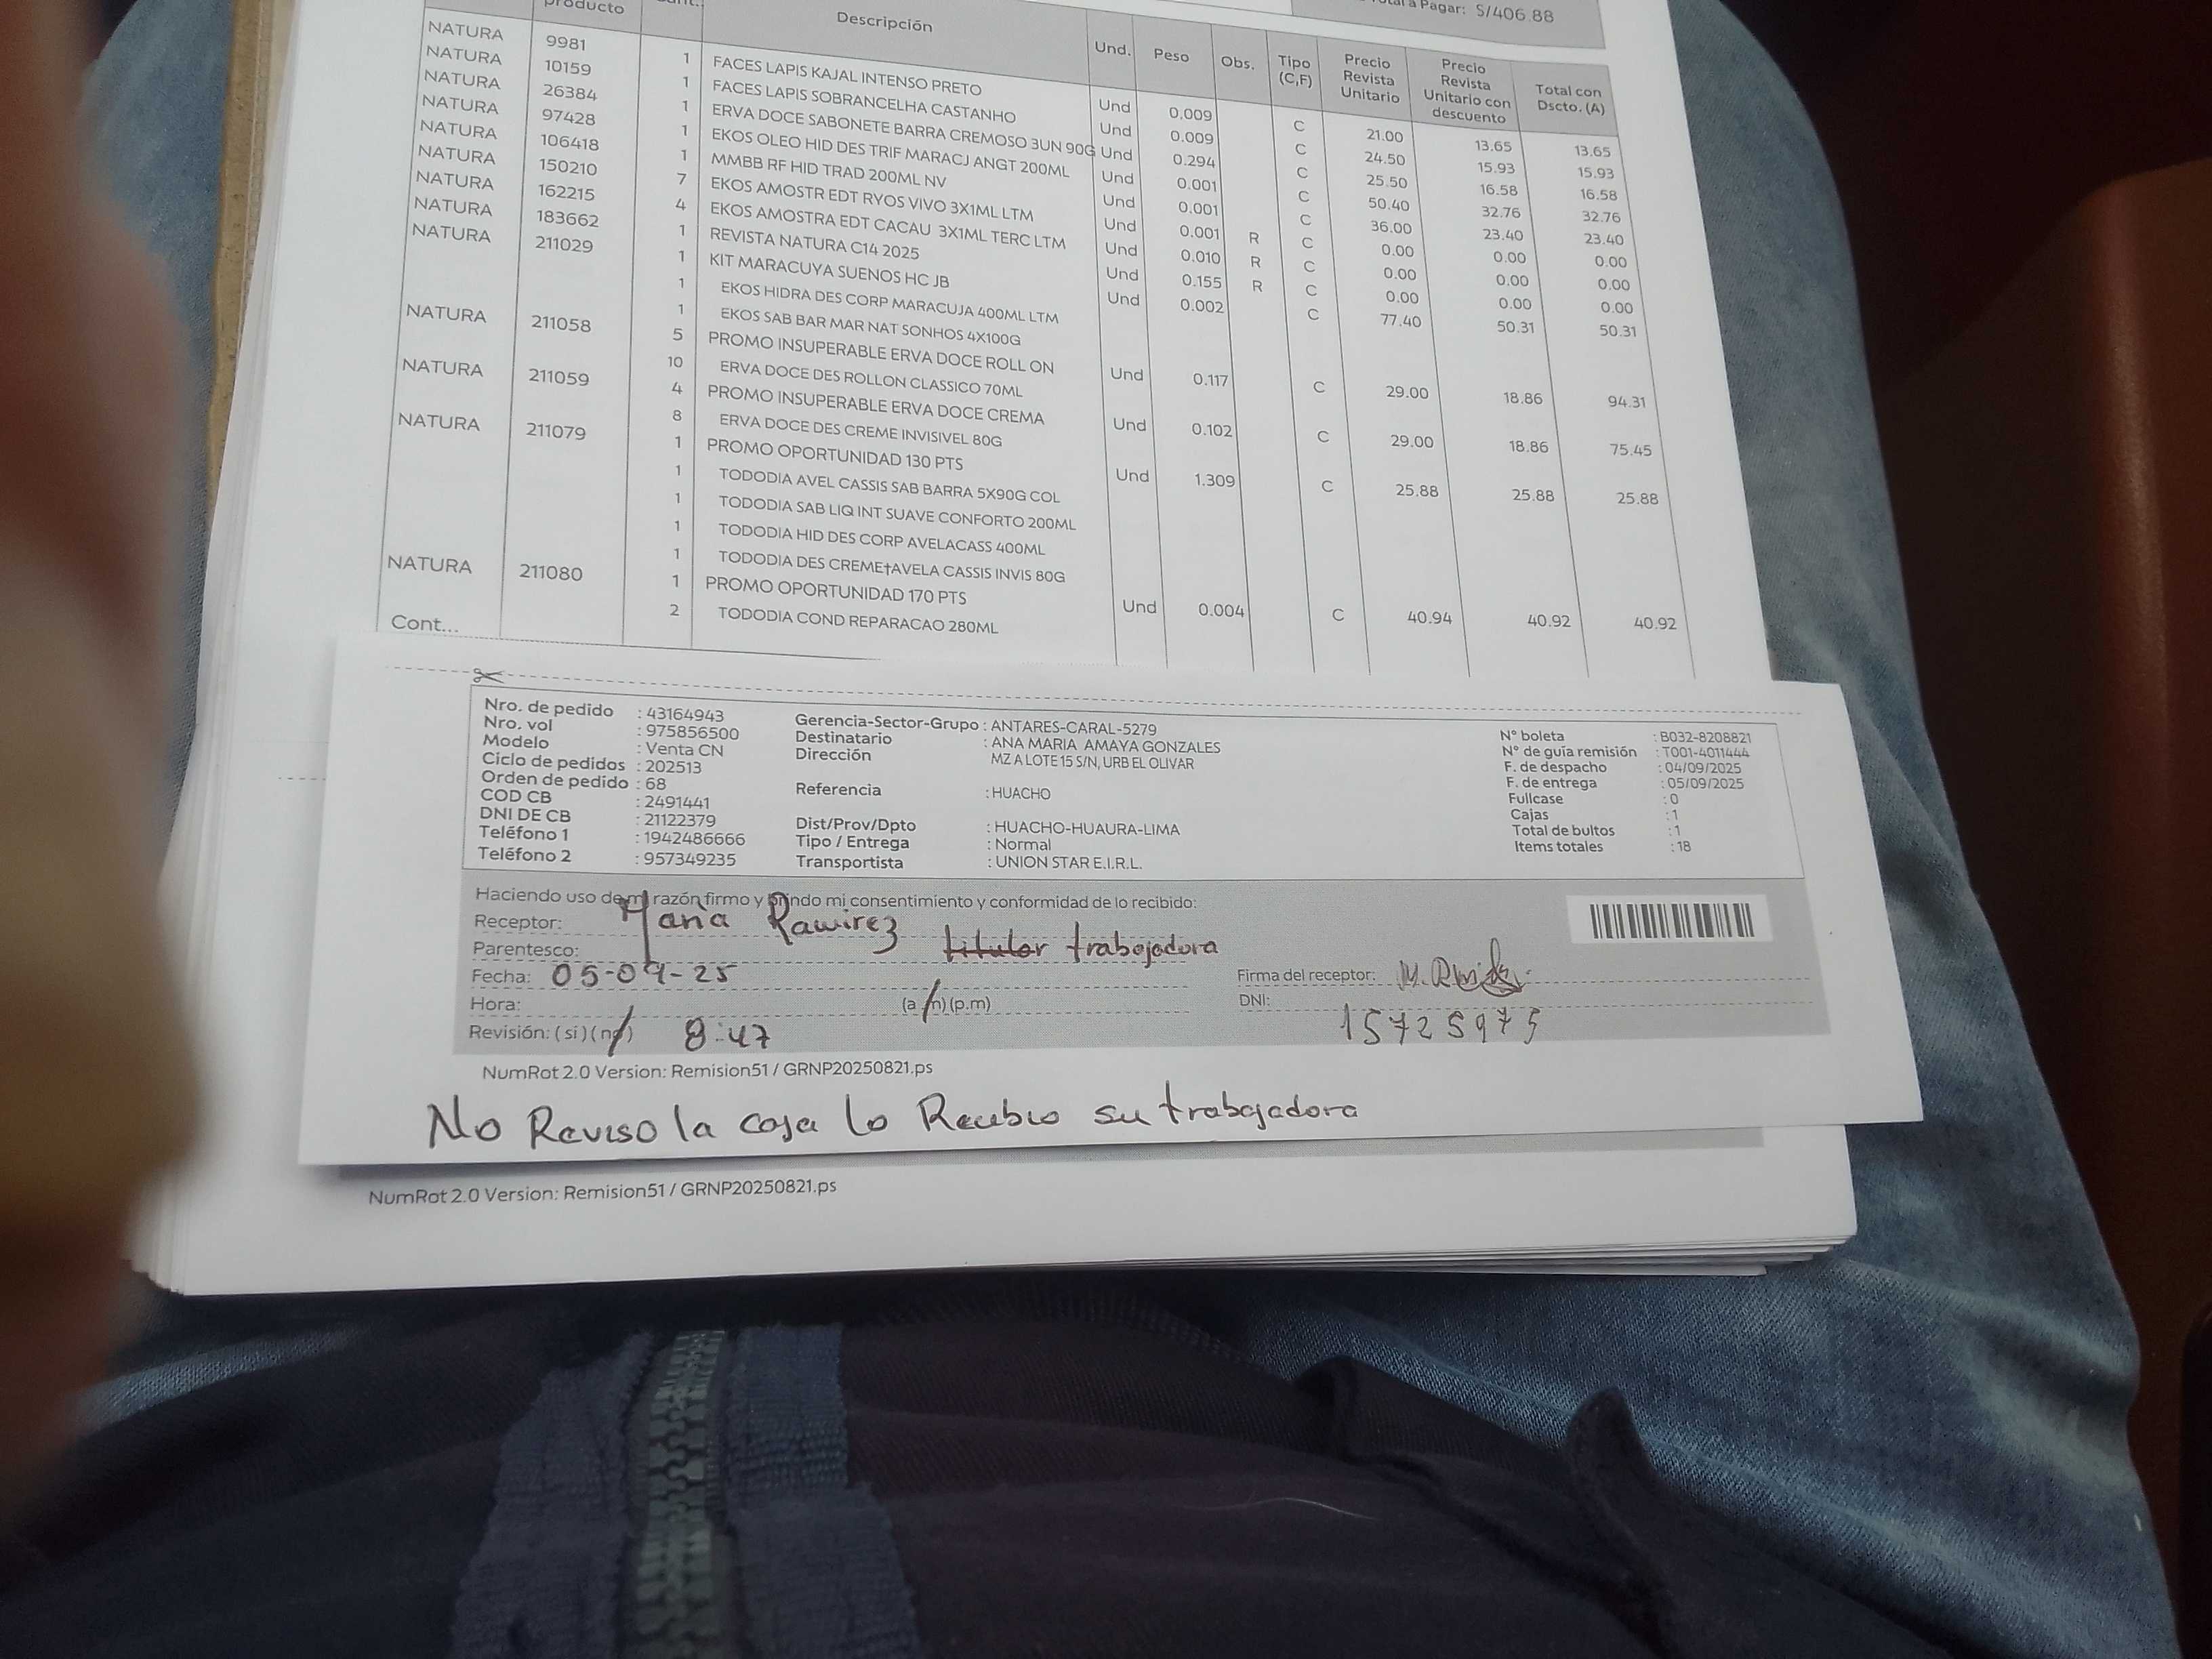 Total a Pagar: S/406.88
producto Cant. Descripción Und. Peso Obs. Tipo (C,F) Precio Revista Unitario Precio Revista Unitario con descuento Total con Dscto. (A)
NATURA 9981 1 FACES LAPIS KAJAL INTENSO PRETO Und 0.009 C 21.00 13.65 13.65
NATURA 10159 1 FACES LAPIS SOBRANCELHA CASTANHO Und 0.009 C 24.50 15.93 15.93
NATURA 26384 1 ERVA DOCE SABONETE BARRA CREMOSO 3UN 90G Und 0.294 C 25.50 16.58 16.58
NATURA 97428 1 EKOS OLEO HID DES TRIF MARACJ ANGT 200ML Und 0.001 C 50.40 32.76 32.76
NATURA 106418 1 MMBB RF HID TRAD 200ML NV Und 0.001 C 36.00 23.40 23.40
NATURA 150210 7 EKOS AMOSTR EDT RYOS VIVO 3X1ML LTM Und 0.001 R C 0.00 0.00 0.00
NATURA 162215 4 EKOS AMOSTRA EDT CACAU 3X1ML TERC LTM Und 0.010 R C 0.00 0.00 0.00
NATURA 183662 1 REVISTA NATURA C14 2025 Und 0.155 R C 0.00 0.00 0.00
NATURA 211029 1 KIT MARACUYA SUENOS HC JB Und 0.002 C 77.40 50.31 50.31
1 EKOS HIDRA DES CORP MARACUJA 400ML LTM
1 EKOS SAB BAR MAR NAT SONHOS 4X100G
NATURA 211058 5 PROMO INSUPERABLE ERVA DOCE ROLL ON Und 0.117 C 29.00 18.86 94.31
10 ERVA DOCE DES ROLLON CLASSICO 70ML
NATURA 211059 4 PROMO INSUPERABLE ERVA DOCE CREMA Und 0.102 C 29.00 18.86 75.45
8 ERVA DOCE DES CREME INVISIVEL 80G
NATURA 211079 1 PROMO OPORTUNIDAD 130 PTS Und 1.309 C 25.88 25.88 25.88
1 TODODIA AVEL CASSIS SAB BARRA 5X90G COL
1 TODODIA SAB LIQ INT SUAVE CONFORTO 200ML
1 TODODIA HID DES CORP AVELACASS 400ML
1 TODODIA DES CREME†AVELA CASSIS INVIS 80G
NATURA 211080 1 PROMO OPORTUNIDAD 170 PTS Und 0.004 C 40.94 40.92 40.92
2 TODODIA COND REPARACAO 280ML
Cont...
Nro. de pedido : 43164943 Gerencia-Sector-Grupo : ANTARES-CARAL-5279 N° boleta : B032-8208821
Nro. vol : 975856500 Destinatario : ANA MARIA AMAYA GONZALES N° de guía remisión : T001-4011444
Modelo : Venta CN Dirección MZ A LOTE 15 S/N, URB EL OLIVAR F. de despacho : 04/09/2025
Ciclo de pedidos : 202513 F. de entrega : 05/09/2025
Orden de pedido : 68 Referencia : HUACHO Fullcase : 0
COD CB : 2491441 Cajas : 1
DNI DE CB : 21122379 Dist/Prov/Dpto : HUACHO-HUAURA-LIMA Total de bultos : 1
Teléfono 1 : 1942486666 Tipo / Entrega : Normal Items totales : 18
Teléfono 2 : 957349235 Transportista : UNION STAR E.I.R.L.
Haciendo uso de mi razón firmo y brindo mi consentimiento y conformidad de lo recibido:
Receptor: Maria Ramirez
Parentesco: titular trabajadora
Fecha: 05-09-25 Firma del receptor: M. 
Hora: (a.m) (p.m) DNI: 15725975
Revisión: (si) (no) 8:47
NumRot 2.0 Version: Remision51 / GRNP20250821.ps
No Reviso la caja lo Recibio su trabajadora
NumRot 2.0 Version: Remision51 / GRNP20250821.ps